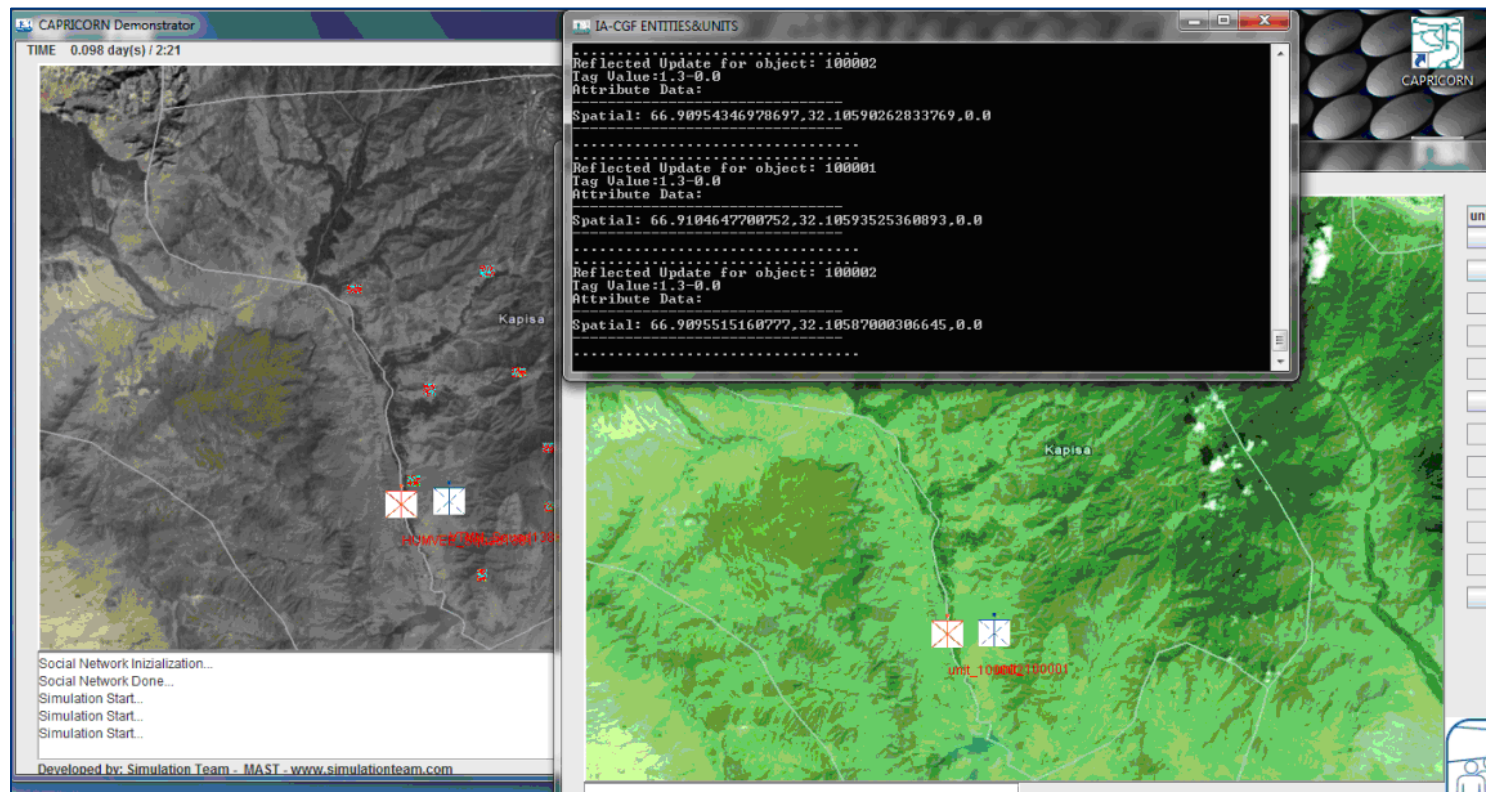 CAPRICORN Demonstrator
TIME 0.098 day(s) / 2:21
Kapisa
Social Network Inizialization...
Social Network Done...
Simulation Start...
Simulation Start...
Simulation Start...
Developed by: Simulation Team - MAST - www.simulationteam.com
IA-CGF ENTITIES&UNITS
Reflected Update for object: 100002
Tag Value:1.3-0.0
Attribute Data:
Spatial: 66.90954346978697,32.10590262833769,0.0
Reflected Update for object: 100001
Tag Value:1.3-0.0
Attribute Data:
Spatial: 66.9104647700752,32.10593525360893,0.0
Reflected Update for object: 100002
Tag Value:1.3-0.0
Attribute Data:
Spatial: 66.9095515160777,32.10587000306645,0.0
Kapisa
CAPRICORN